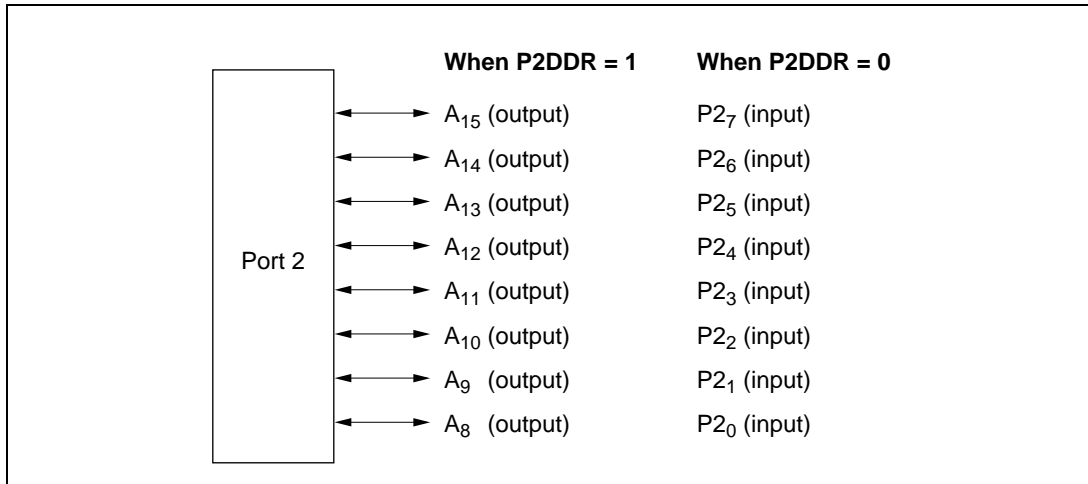 When P2DDR = 1 When P2DDR = 0
A15 (output) P27 (input)
A14 (output) P26 (input)
A13 (output) P25 (input)
A12 (output) P24 (input)
Port 2
A11 (output) P23 (input)
A10 (output) P22 (input)
A9 (output) P21 (input)
A8 (output) P20 (input)